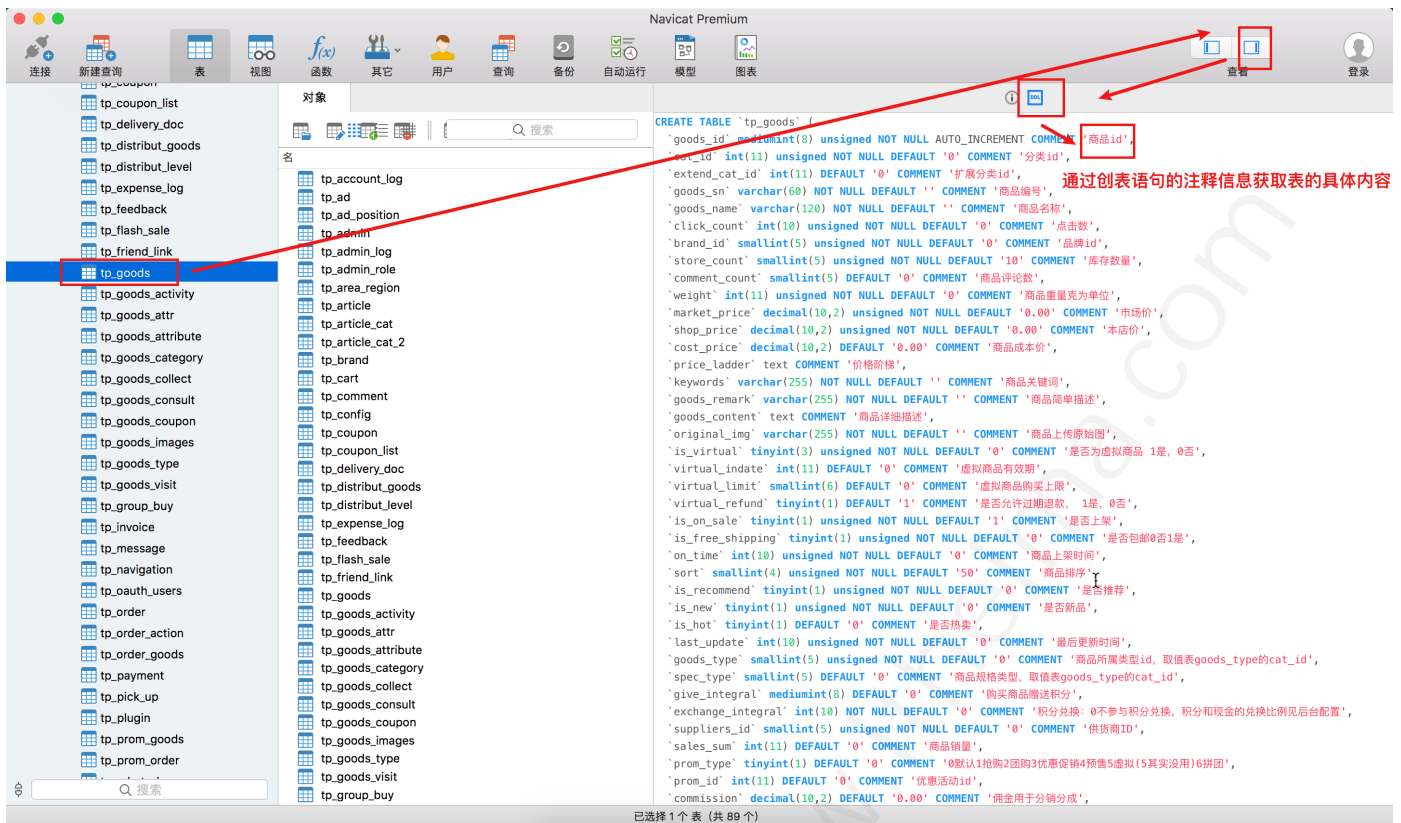 Navicat Premium
连接
新建查询
表
视图
函数
其它
用户
查询
备份
自动运行
模型
图表
查看
登录
tp_coupon
tp_coupon_list
tp_delivery_doc
tp_distribut_goods
tp_distribut_level
tp_expense_log
tp_feedback
tp_flash_sale
tp_friend_link
tp_goods
tp_goods_activity
tp_goods_attr
tp_goods_attribute
tp_goods_category
tp_goods_collect
tp_goods_consult
tp_goods_coupon
tp_goods_images
tp_goods_type
tp_goods_visit
tp_group_buy
tp_invoice
tp_message
tp_navigation
tp_oauth_users
tp_order
tp_order_action
tp_order_goods
tp_payment
tp_pick_up
tp_plugin
tp_prom_goods
tp_prom_order
搜索
对象
搜索
名
tp_account_log
tp_ad
tp_ad_position
tp_admin
tp_admin_log
tp_admin_role
tp_area_region
tp_article
tp_article_cat
tp_article_cat_2
tp_brand
tp_cart
tp_comment
tp_config
tp_coupon
tp_coupon_list
tp_delivery_doc
tp_distribut_goods
tp_distribut_level
tp_expense_log
tp_feedback
tp_flash_sale
tp_friend_link
tp_goods
tp_goods_activity
tp_goods_attr
tp_goods_attribute
tp_goods_category
tp_goods_collect
tp_goods_consult
tp_goods_coupon
tp_goods_images
tp_goods_type
tp_goods_visit
tp_group_buy
DDL
CREATE TABLE `tp_goods` (
`goods_id` mediumint(8) unsigned NOT NULL AUTO_INCREMENT COMMENT '商品id',
`cat_id` int(11) unsigned NOT NULL DEFAULT '0' COMMENT '分类id',
`extend_cat_id` int(11) DEFAULT '0' COMMENT '扩展分类id',
通过创表语句的注释信息获取表的具体内容
`goods_sn` varchar(60) NOT NULL DEFAULT '' COMMENT '商品编号',
`goods_name` varchar(120) NOT NULL DEFAULT '' COMMENT '商品名称',
`click_count` int(10) unsigned NOT NULL DEFAULT '0' COMMENT '点击数',
`brand_id` smallint(5) unsigned NOT NULL DEFAULT '0' COMMENT '品牌id',
`store_count` smallint(5) unsigned NOT NULL DEFAULT '10' COMMENT '库存数量',
`comment_count` smallint(5) DEFAULT '0' COMMENT '商品评论数',
`weight` int(11) unsigned NOT NULL DEFAULT '0' COMMENT '商品重量克为单位',
`market_price` decimal(10,2) unsigned NOT NULL DEFAULT '0.00' COMMENT '市场价',
`shop_price` decimal(10,2) unsigned NOT NULL DEFAULT '0.00' COMMENT '本店价',
`cost_price` decimal(10,2) DEFAULT '0.00' COMMENT '商品成本价',
`price_ladder` text COMMENT '价格阶梯',
`keywords` varchar(255) NOT NULL DEFAULT '' COMMENT '商品关键词',
`goods_remark` varchar(255) NOT NULL DEFAULT '' COMMENT '商品简单描述',
`goods_content` text COMMENT '商品详细描述',
`original_img` varchar(255) NOT NULL DEFAULT '' COMMENT '商品上传原始图',
`is_virtual` tinyint(3) unsigned NOT NULL DEFAULT '0' COMMENT '是否为虚拟商品 1是，0否',
`virtual_indate` int(11) DEFAULT '0' COMMENT '虚拟商品有效期',
`virtual_limit` smallint(6) DEFAULT '0' COMMENT '虚拟商品购买上限',
`virtual_refund` tinyint(1) DEFAULT '1' COMMENT '是否允许过期退款， 1是，0否',
`is_on_sale` tinyint(1) unsigned NOT NULL DEFAULT '1' COMMENT '是否上架',
`is_free_shipping` tinyint(1) unsigned NOT NULL DEFAULT '0' COMMENT '是否包邮0否1是',
`on_time` int(10) unsigned NOT NULL DEFAULT '0' COMMENT '商品上架时间',
`sort` smallint(4) unsigned NOT NULL DEFAULT '50' COMMENT '商品排序',
`is_recommend` tinyint(1) unsigned NOT NULL DEFAULT '0' COMMENT '是否推荐',
`is_new` tinyint(1) unsigned NOT NULL DEFAULT '0' COMMENT '是否新品',
`is_hot` tinyint(1) DEFAULT '0' COMMENT '是否热卖',
`last_update` int(10) unsigned NOT NULL DEFAULT '0' COMMENT '最后更新时间',
`goods_type` smallint(5) unsigned NOT NULL DEFAULT '0' COMMENT '商品所属类型id，取值表goods_type的cat_id',
`spec_type` smallint(5) DEFAULT '0' COMMENT '商品规格类型，取值表goods_type的cat_id',
`give_integral` mediumint(8) DEFAULT '0' COMMENT '购买商品赠送积分',
`exchange_integral` int(10) NOT NULL DEFAULT '0' COMMENT '积分兑换：0不参与积分兑换，积分和现金的兑换比例见后台配置',
`suppliers_id` smallint(5) unsigned NOT NULL DEFAULT '0' COMMENT '供货商ID',
`sales_sum` int(11) DEFAULT '0' COMMENT '商品销量',
`prom_type` tinyint(1) DEFAULT '0' COMMENT '0默认1抢购2团购3优惠促销4预售5虚拟(5其实没用)6拼团',
`prom_id` int(11) DEFAULT '0' COMMENT '优惠活动id',
`commission` decimal(10,2) DEFAULT '0.00' COMMENT '佣金用于分销分成',
已选择 1 个 表（共 89 个）